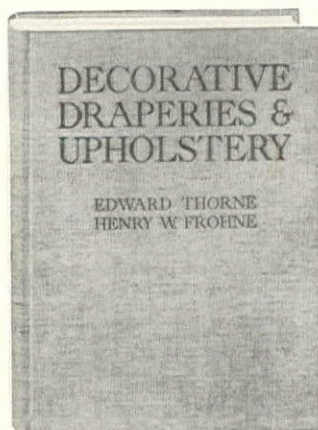 DECORATIVE
DRAPERIES &
UPHOLSTERY
EDWARD THORNE
HENRY W. FROHNE